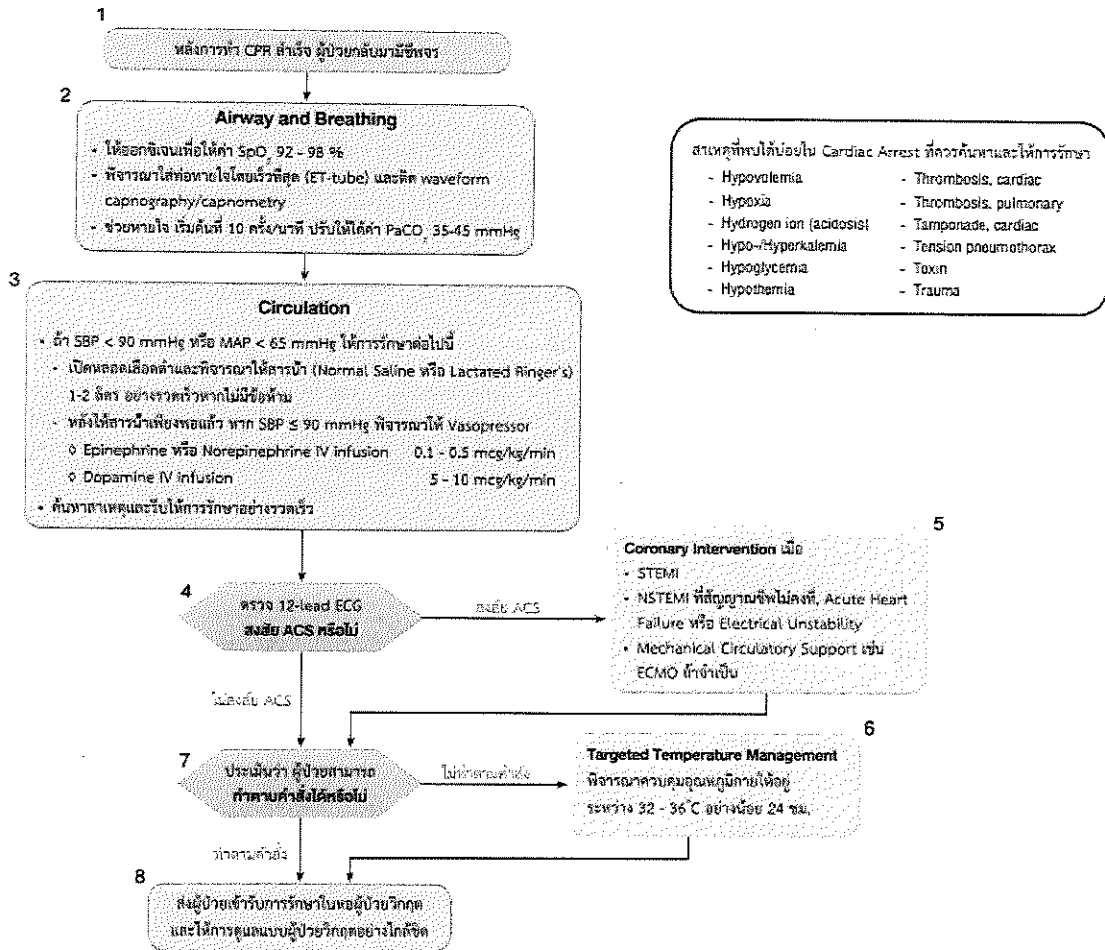 1
หลังการทำ CPR สำเร็จ ผู้ป่วยกลับมามีชีพจร
2
Airway and Breathing
• ให้ออกซิเจนเพื่อให้ค่า SpO₂ 92 - 98 %
• พิจารณาใส่ท่อหายใจโดยเร็วที่สุด (ET-tube) และติด waveform
capnography/capnometry
• ช่วยหายใจ เริ่มต้นที่ 10 ครั้ง/นาที ปรับให้ได้ค่า PaCO₂ 35-45 mmHg
สาเหตุที่พบได้บ่อยใน Cardiac Arrest ที่ควรค้นหาและให้การรักษา
- Hypovolemia
- Hypoxia
- Hydrogen ion (acidosis)
- Hypo-/Hyperkalemia
- Hypoglycemia
- Hypothemia
- Thrombosis, cardiac
- Thrombosis, pulmonary
- Tamponade, cardiac
- Tension pneumothorax
- Toxin
- Trauma
3
Circulation
• ถ้า SBP < 90 mmHg หรือ MAP < 65 mmHg ให้การรักษาต่อไปนี้
- เปิดหลอดเลือดดำและพิจารณาให้สารน้ำ (Normal Saline หรือ Lactated Ringer's)
1-2 ลิตร อย่างรวดเร็วหากไม่มีข้อห้าม
- หลังให้สารน้ำเพียงพอแล้ว หาก SBP ≤ 90 mmHg พิจารณาให้ Vasopressor
◊ Epinephrine หรือ Norepinephrine IV infusion 0.1 - 0.5 mcg/kg/min
◊ Dopamine IV infusion 5 - 10 mcg/kg/min
• ค้นหาสาเหตุและรีบให้การรักษาอย่างรวดเร็ว
4
ตรวจ 12-lead ECG
สงสัย ACS หรือไม่
สงสัย ACS
5
Coronary Intervention เมื่อ
• STEMI
• NSTEMI ที่สัญญาณชีพไม่คงที่, Acute Heart
Failure หรือ Electrical Unstability
• Mechanical Circulatory Support เช่น
ECMO ถ้าจำเป็น
ไม่สงสัย ACS
7
ประเมินว่า ผู้ป่วยสามารถ
ทำตามคำสั่งได้หรือไม่
ไม่ทำตามคำสั่ง
6
Targeted Temperature Management
พิจารณาควบคุมอุณหภูมิกายให้อยู่
ระหว่าง 32 - 36°C อย่างน้อย 24 ชม.
ทำตามคำสั่ง
8
ส่งผู้ป่วยเข้ารับการรักษาในหอผู้ป่วยวิกฤต
และให้การดูแลแบบผู้ป่วยวิกฤตอย่างใกล้ชิด